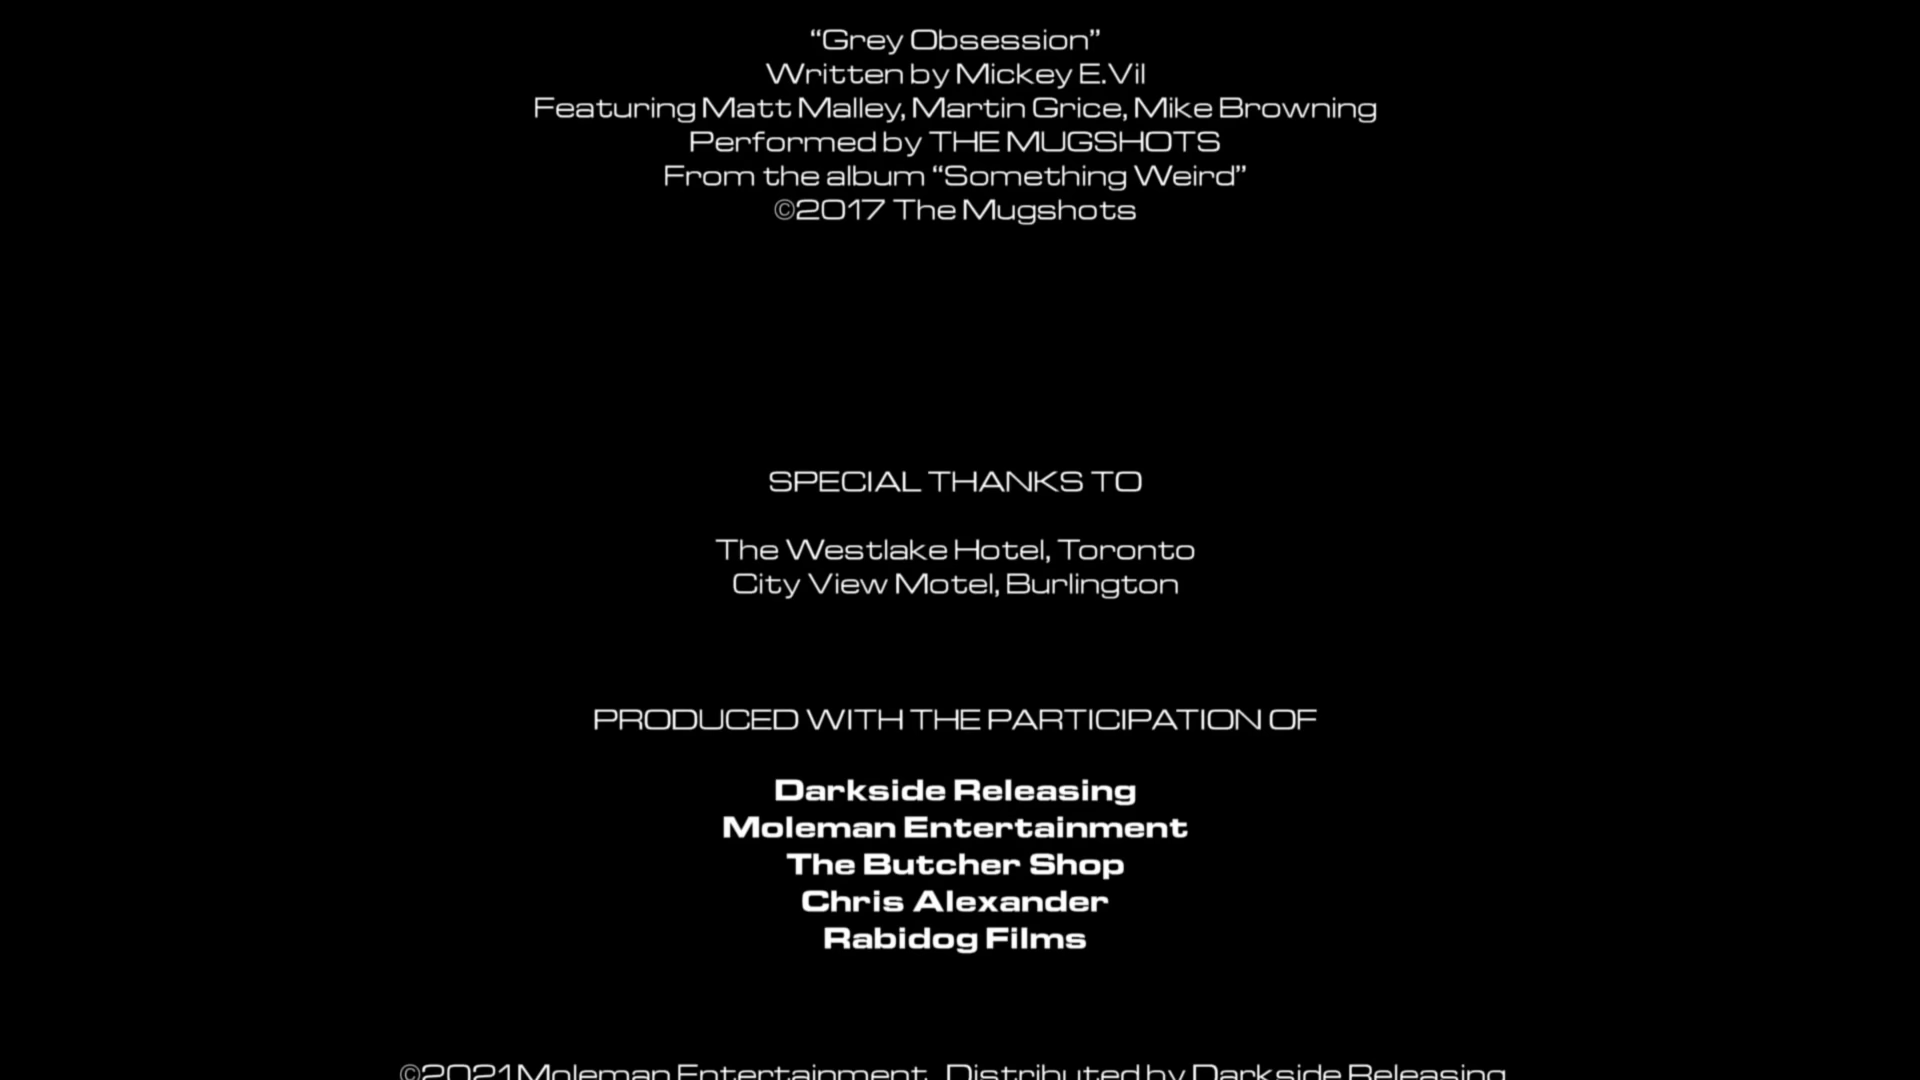 “Grey Obsession”
Written by Mickey E.Vil
Featuring Matt Malley, Martin Grice, Mike Browning
Performed by THE MUGSHOTS
From the album “Something Weird”
©2017 The Mugshots
SPECIAL THANKS TO
The Westlake Hotel, Toronto
City View Motel, Burlington
PRODUCED WITH THE PARTICIPATION OF
Darkside Releasing
Moleman Entertainment
The Butcher Shop
Chris Alexander
Rabidog Films
©2021 Moleman Entertainment. Distributed by Darkside Releasing